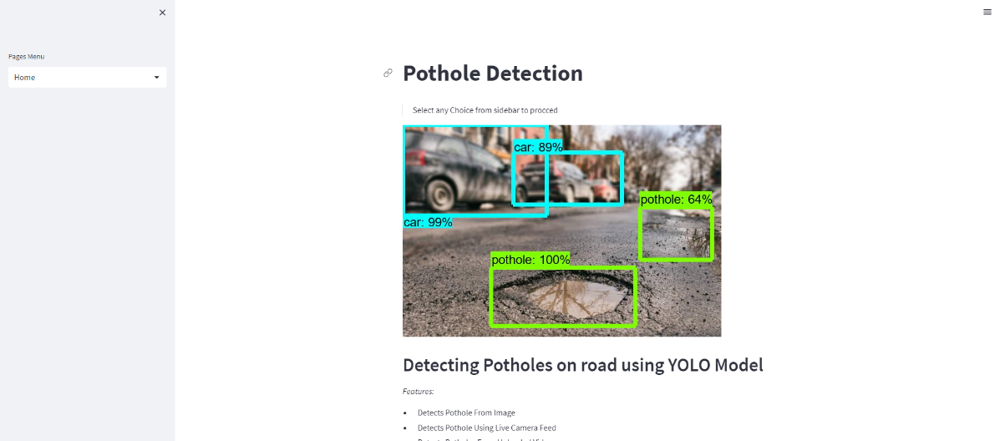 Pages Menu
Home
Pothole Detection
Select any Choice from sidebar to procced
car: 89%
pothole: 64%
car: 99%
pothole: 100%
Detecting Potholes on road using YOLO Model
Features:
Detects Pothole From Image
Detects Pothole Using Live Camera Feed